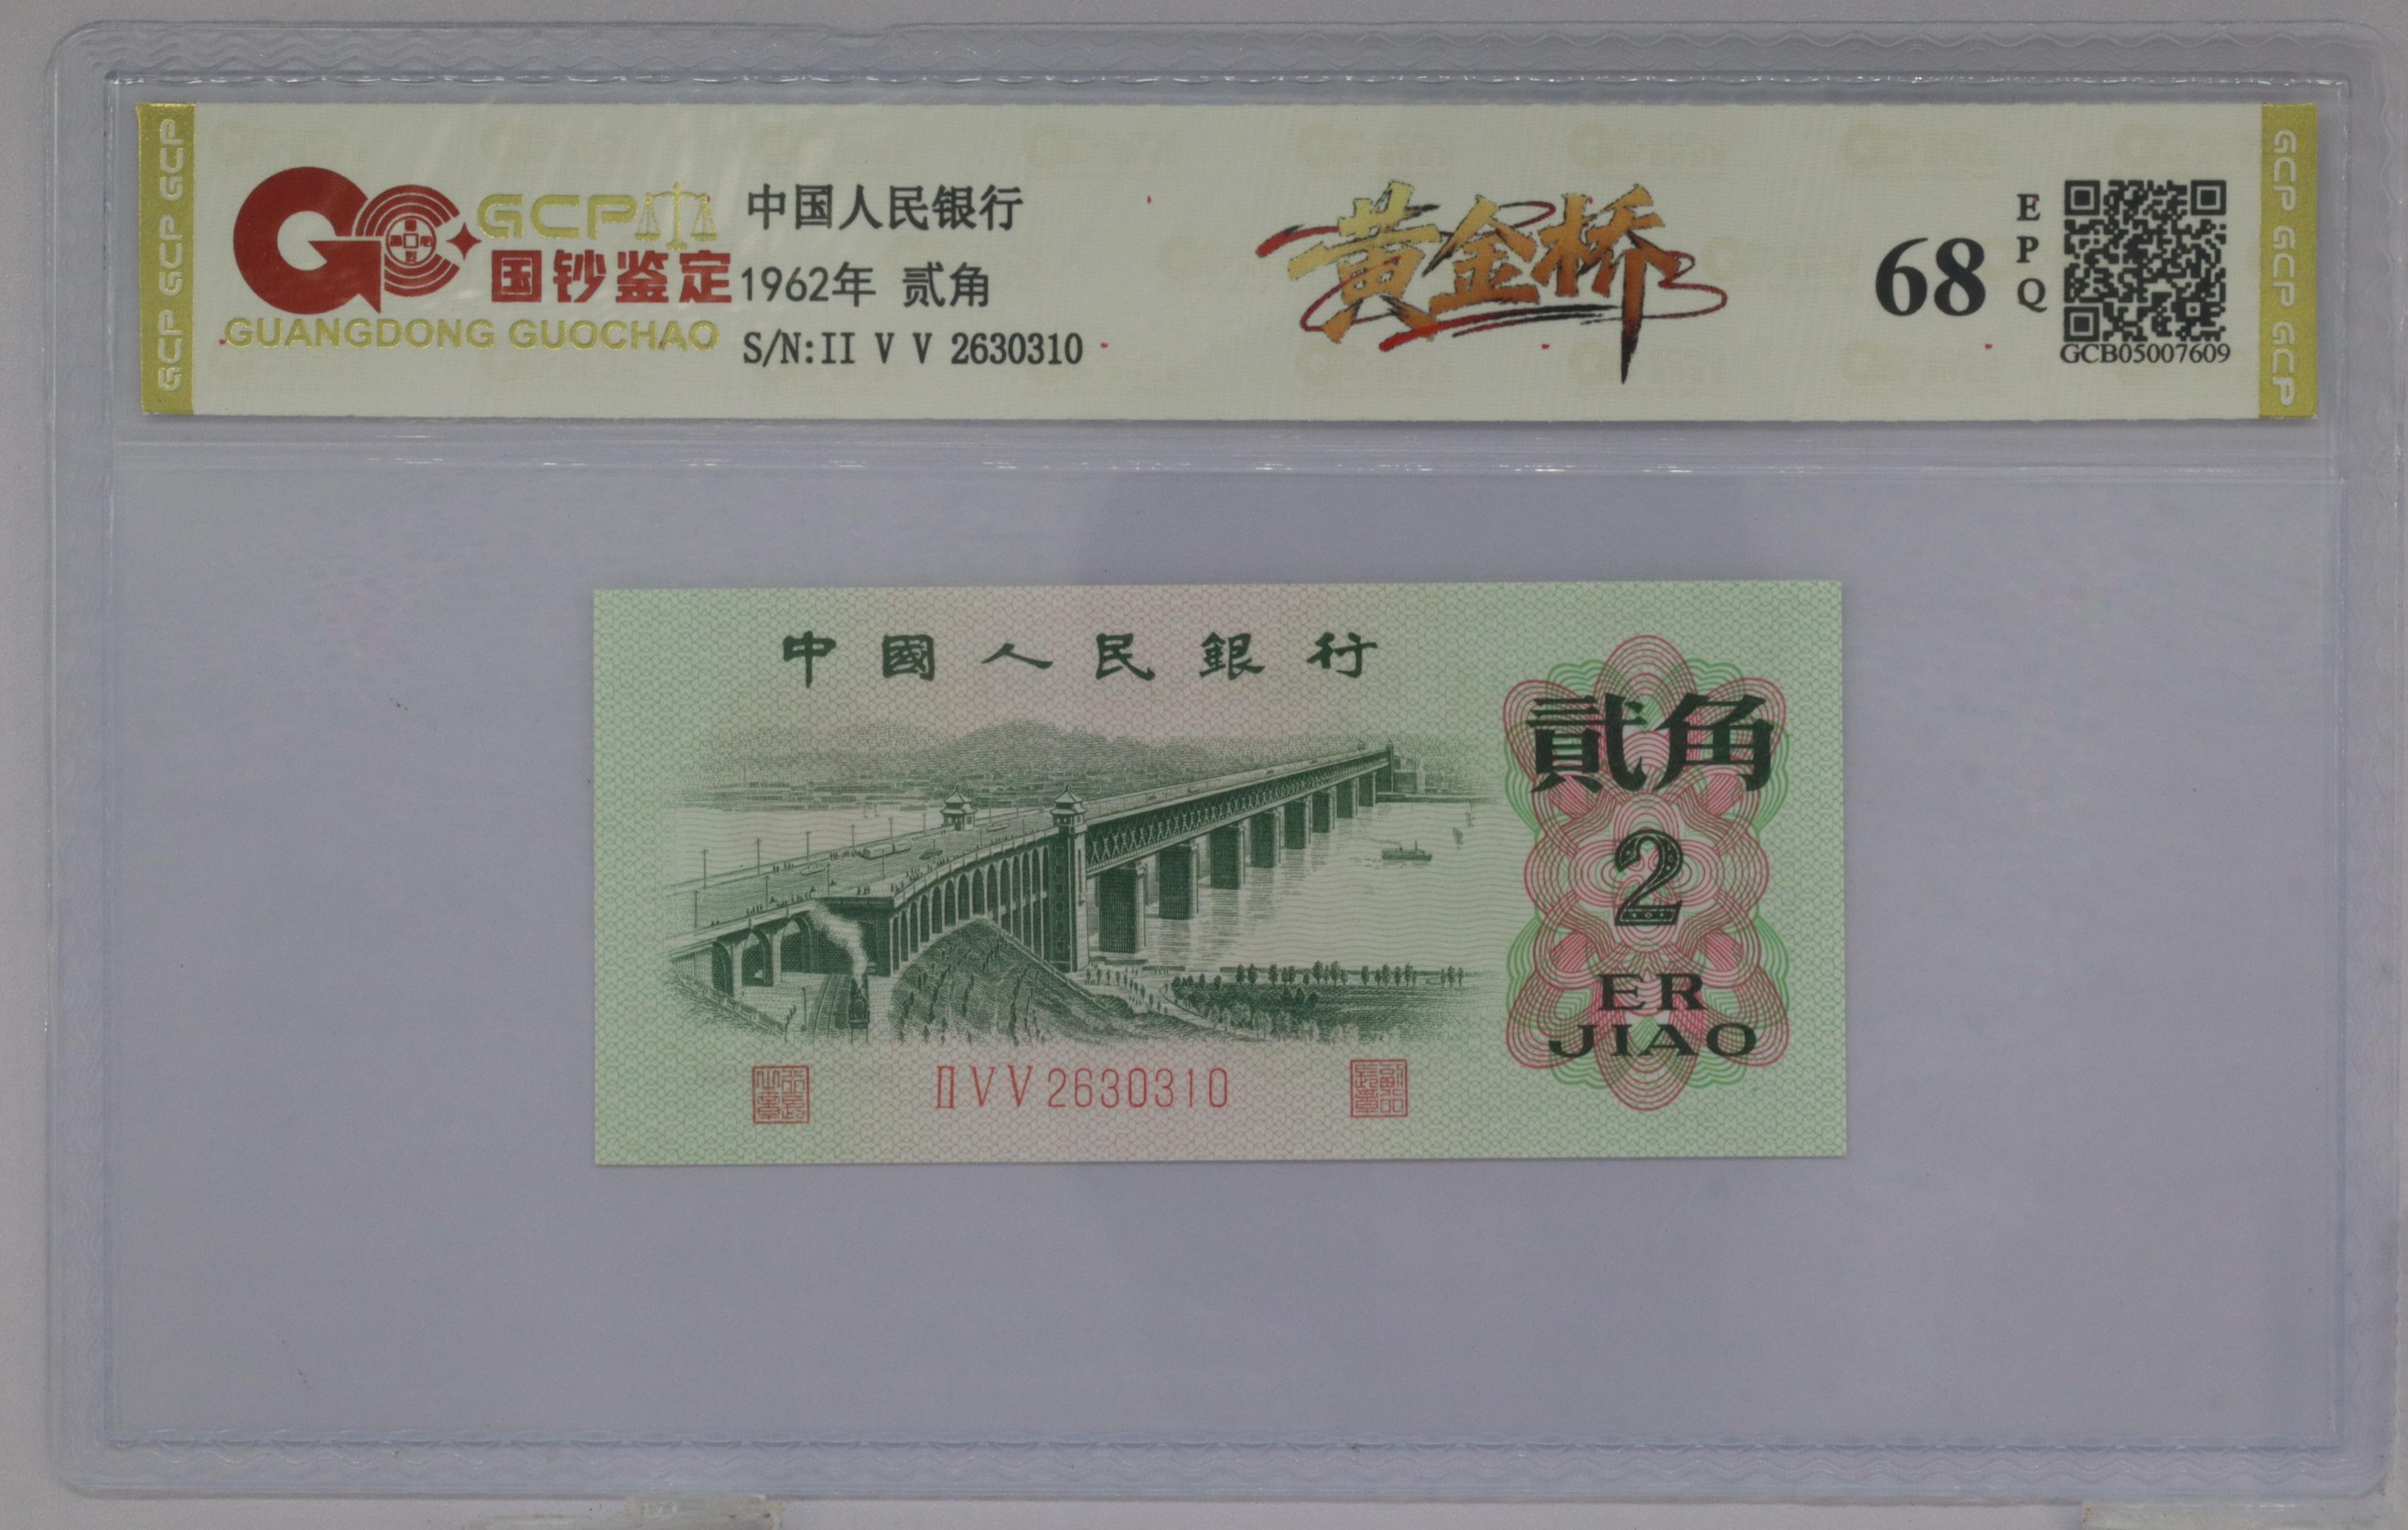 GCP GCP GCP
GCP
国钞鉴定
GUANGDONG GUOCHAO
中国人民银行
1962年 贰角
S/N:II V V 2630310
黄金桥
68
EPQ
GCB05007609
GCP GCP GCP
中國人民銀行
貳角
2
ER
JIAO
II V V 2630310